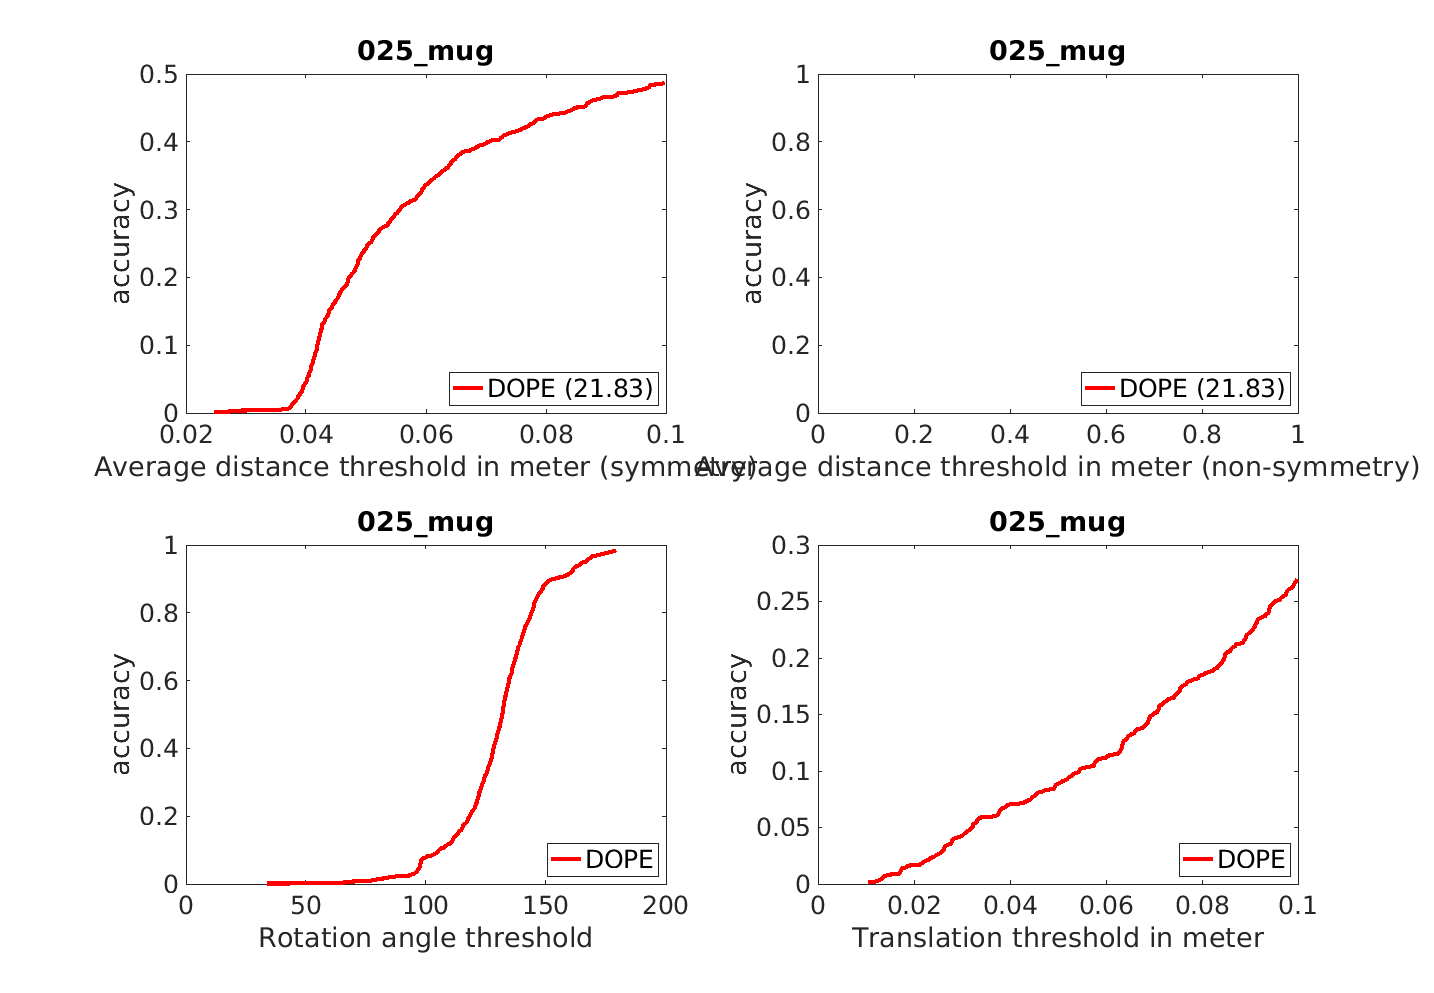 025_mug
0.5
0.4
0.3
0.2
0.1
0
accuracy
DOPE (21.83)
0.02 0.04 0.06 0.08 0.1
Average distance threshold in meter (symmetry)
025_mug
1
0.8
0.6
0.4
0.2
0
accuracy
DOPE (21.83)
0 0.2 0.4 0.6 0.8 1
Average distance threshold in meter (non-symmetry)
025_mug
1
0.8
0.6
0.4
0.2
0
accuracy
DOPE
0 50 100 150 200
Rotation angle threshold
025_mug
0.3
0.25
0.2
0.15
0.1
0.05
0
accuracy
DOPE
0 0.02 0.04 0.06 0.08 0.1
Translation threshold in meter